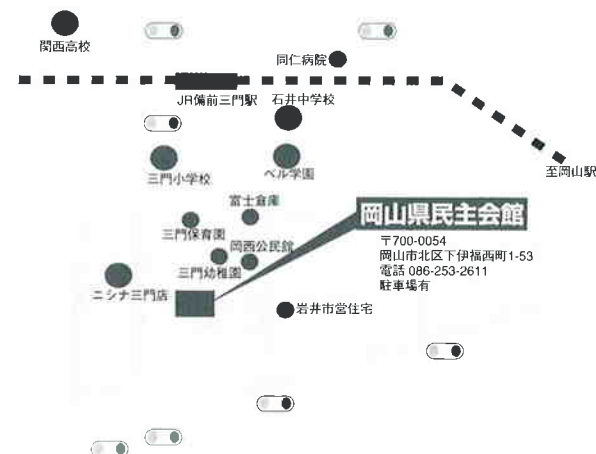 関西高校
同仁病院
JR備前三門駅
石井中学校
至岡山駅
三門小学校
ベル学園
富士倉庫
三門保育園
岡西公民館
三門幼稚園
ニシナ三門店
岩井市営住宅
岡山県民主会館
〒700-0054
岡山市北区下伊福西町1-53
電話 086-253-2611
駐車場有